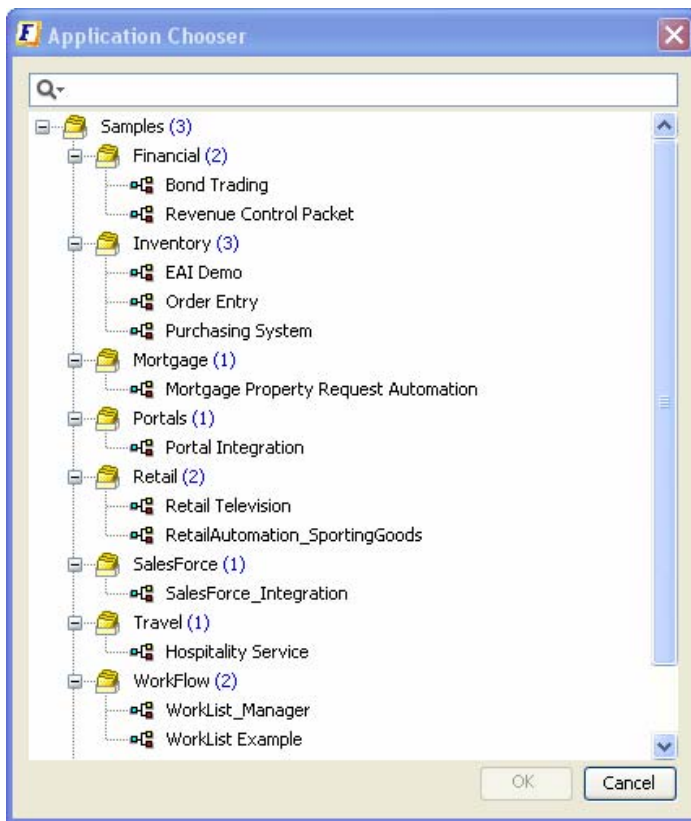 Application Chooser
Samples (3)
Financial (2)
Bond Trading
Revenue Control Packet
Inventory (3)
EAI Demo
Order Entry
Purchasing System
Mortgage (1)
Mortgage Property Request Automation
Portals (1)
Portal Integration
Retail (2)
Retail Television
RetailAutomation_SportingGoods
SalesForce (1)
SalesForce_Integration
Travel (1)
Hospitality Service
WorkFlow (2)
WorkList_Manager
WorkList Example
OK Cancel